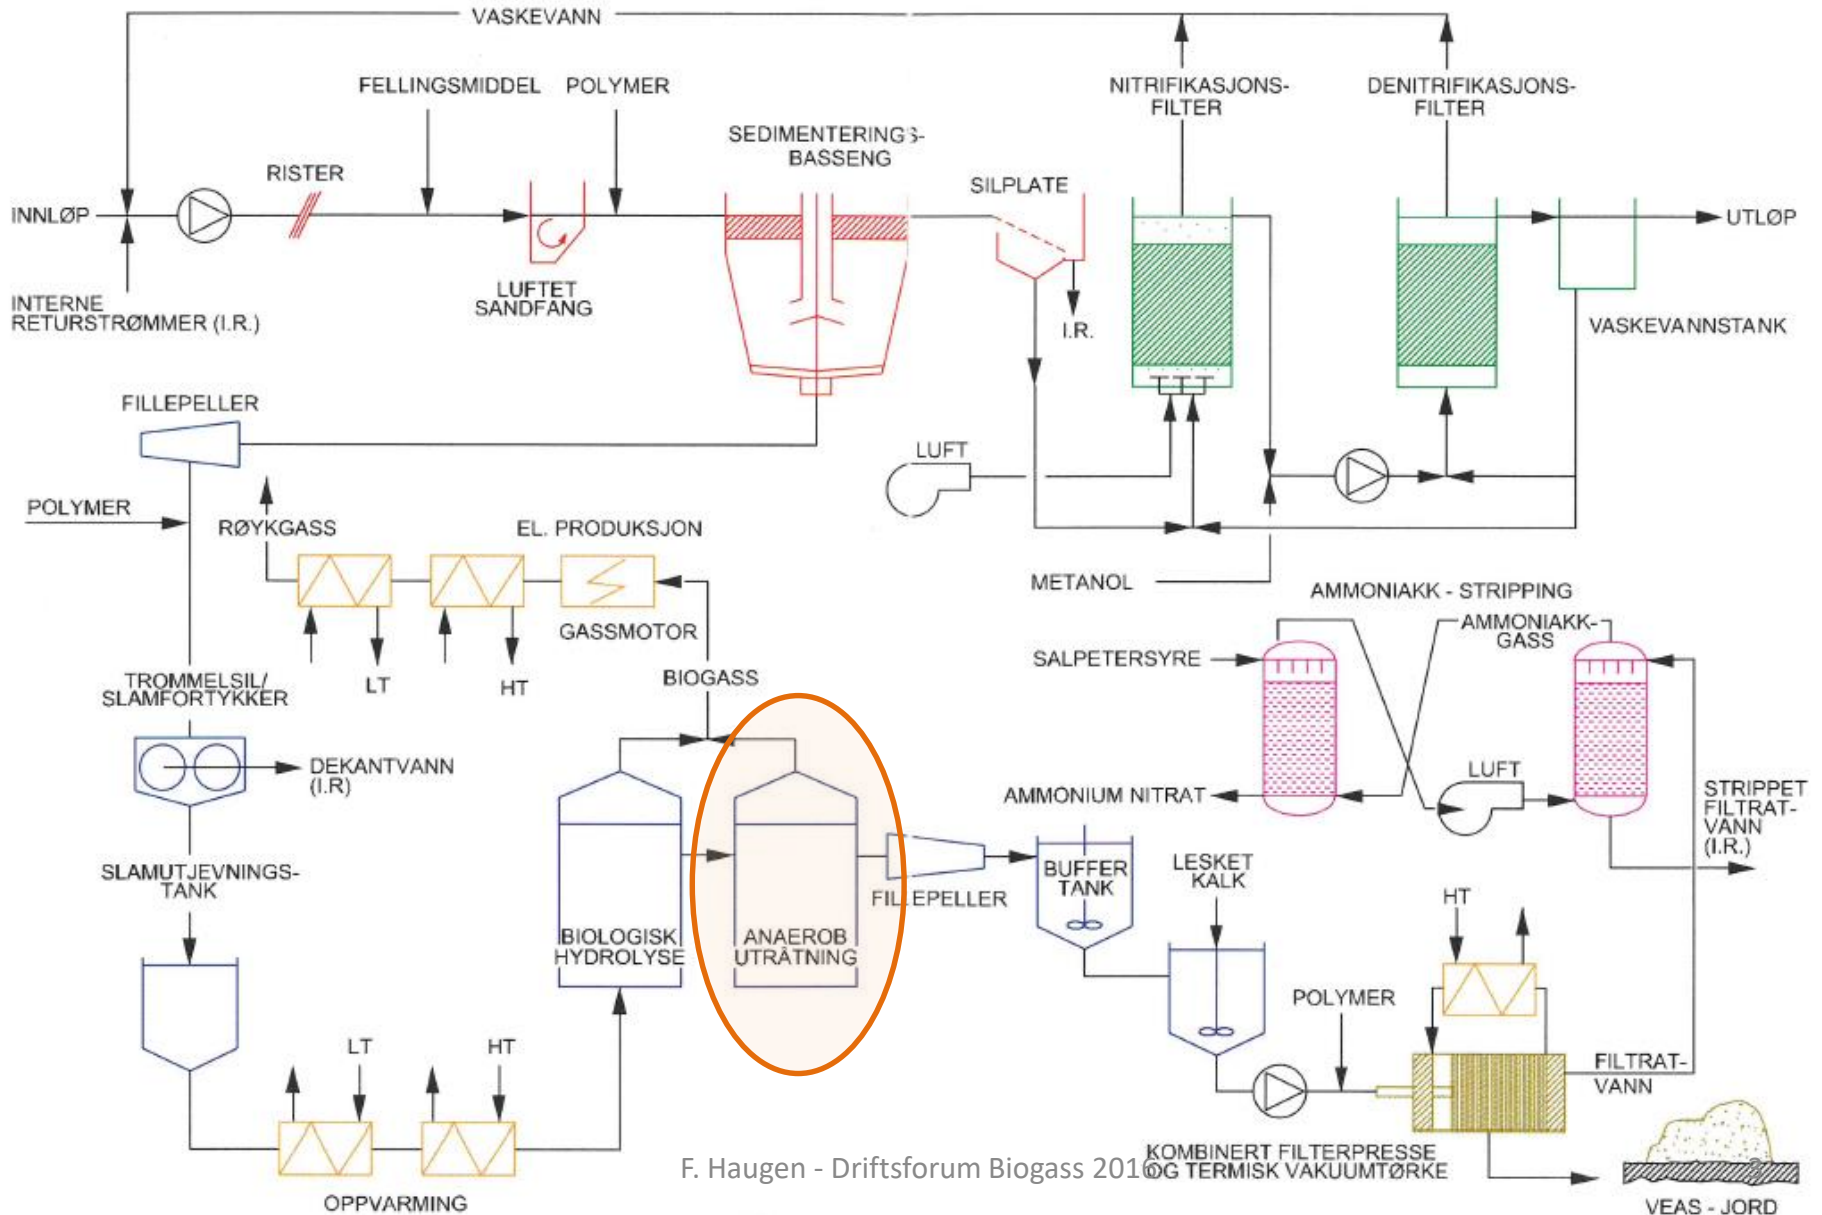 VASKEVANN
FELLINGSMIDDEL
POLYMER
NITRIFIKASJONS-
FILTER
DENITRIFIKASJONS-
FILTER
SEDIMENTERINGS-
BASSENG
RISTER
SILPLATE
INNLØP
UTLØP
LUFTET
SANDFANG
INTERNE
RETURSTRØMMER (I.R.)
I.R.
VASKEVANNSTANK
FILLEPELLER
LUFT
POLYMER
RØYKGASS
EL. PRODUKSJON
METANOL
AMMONIAKK - STRIPPING
GASSMOTOR
AMMONIAKK-
GASS
SALPETERSYRE
TROMMELSIL/
SLAMFORTYKKER
LT
HT
BIOGASS
DEKANTVANN
(I.R)
LUFT
AMMONIUM NITRAT
STRIPPET
FILTRAT-
VANN
(I.R.)
SLAMUTJEVNINGS-
TANK
BUFFER
TANK
LESKET
KALK
FILLEPELLER
HT
BIOLOGISK
HYDROLYSE
ANAEROB
UTRÅTNING
POLYMER
LT
HT
FILTRAT-
VANN
KOMBINERT FILTERPRESSE
OG TERMISK VAKUUMTØRKE
F. Haugen - Driftsforum Biogass 2016
3
OPPVARMING
VEAS - JORD